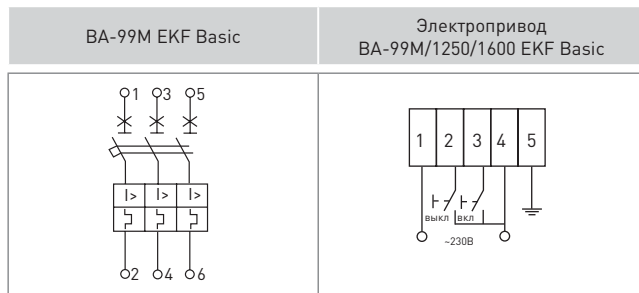 ВА-99М EKF Basic
Электропривод
ВА-99М/1250/1600 EKF Basic
1 3 5
I> I> I>
2 4 6
1 2 3 4 5
выкл вкл
~230В